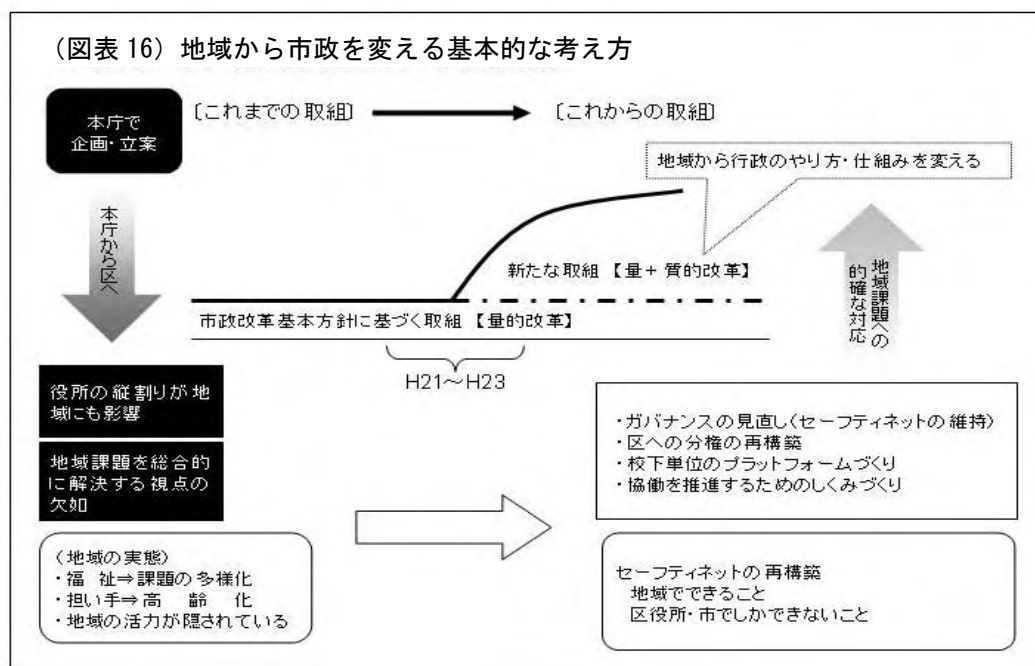 （図表 16）地域から市政を変える基本的な考え方
本庁で
企画・立案
〔これまでの取組〕
〔これからの取組〕
地域から行政のやり方・仕組みを変える
本庁から区へ
新たな取組【量＋質的改革】
地域課題への
的確な対応
市政改革基本方針に基づく取組【量的改革】
H21～H23
役所の縦割りが地
域にも影響
地域課題を総合的
に解決する視点の
欠如
（地域の実態）
・福　祉⇒課題の多様化
・担い手⇒高　齢　化
・地域の活力が隠されている
・ガバナンスの見直し（セーフティネットの維持）
・区への分権の再構築
・校下単位のプラットフォームづくり
・協働を推進するためのしくみづくり
セーフティネットの再構築
地域でできること
区役所・市でしかできないこと